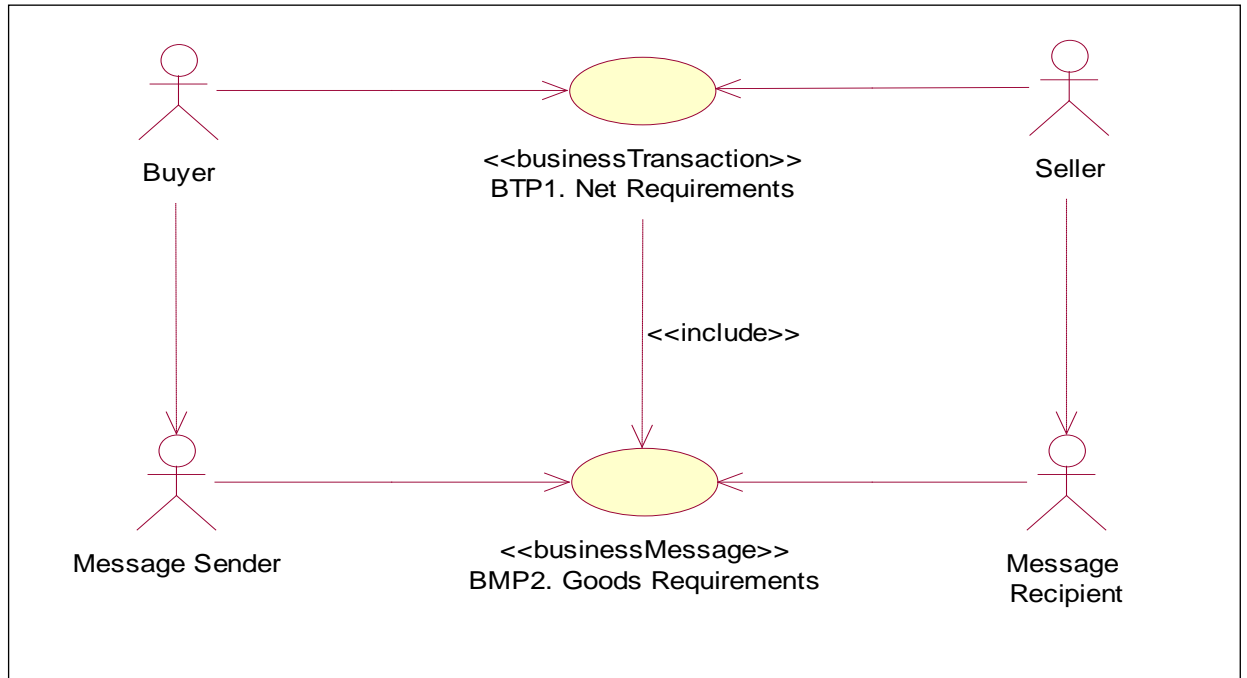 Buyer
<<businessTransaction>>
BTP1. Net Requirements
Seller
<<include>>
Message Sender
<<businessMessage>>
BMP2. Goods Requirements
Message
Recipient